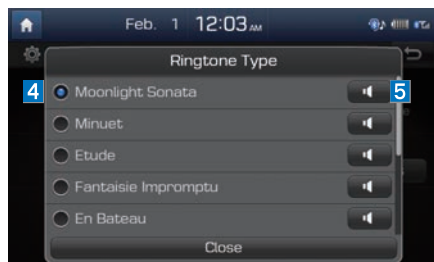 Feb. 1 12:03 AM
Ringtone Type
4 Moonlight Sonata 5
Minuet
Etude
Fantaisie Impromptu
En Bateau
Close